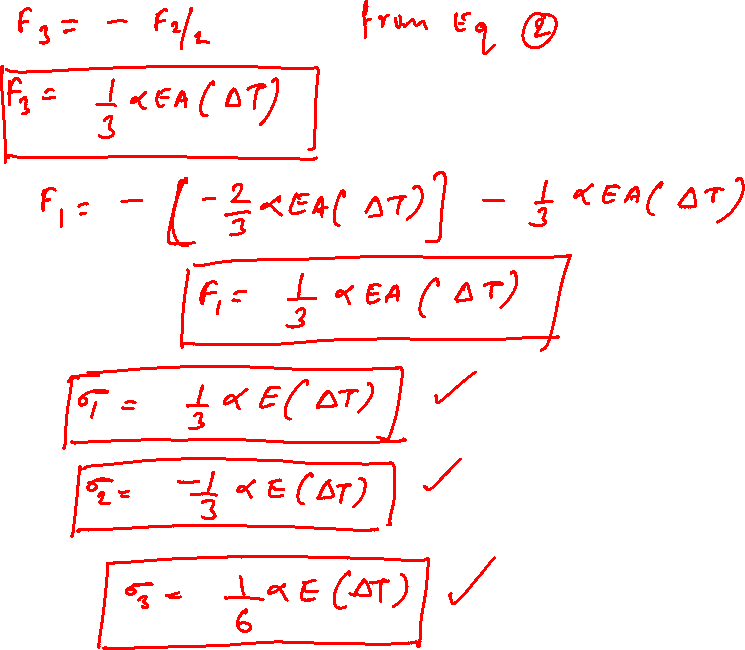 F₃ = - F₂/₂ from Eq ②
F₃ = 1/3 αEA(ΔT)
F₁ = - [-2/3 αEA(ΔT)] - 1/3 αEA(ΔT)
F₁ = 1/3 αEA(ΔT)
σ₁ = 1/3 αE(ΔT) ✓
σ₂ = -1/3 αE(ΔT) ✓
σ₃ = 1/6 αE(ΔT) ✓